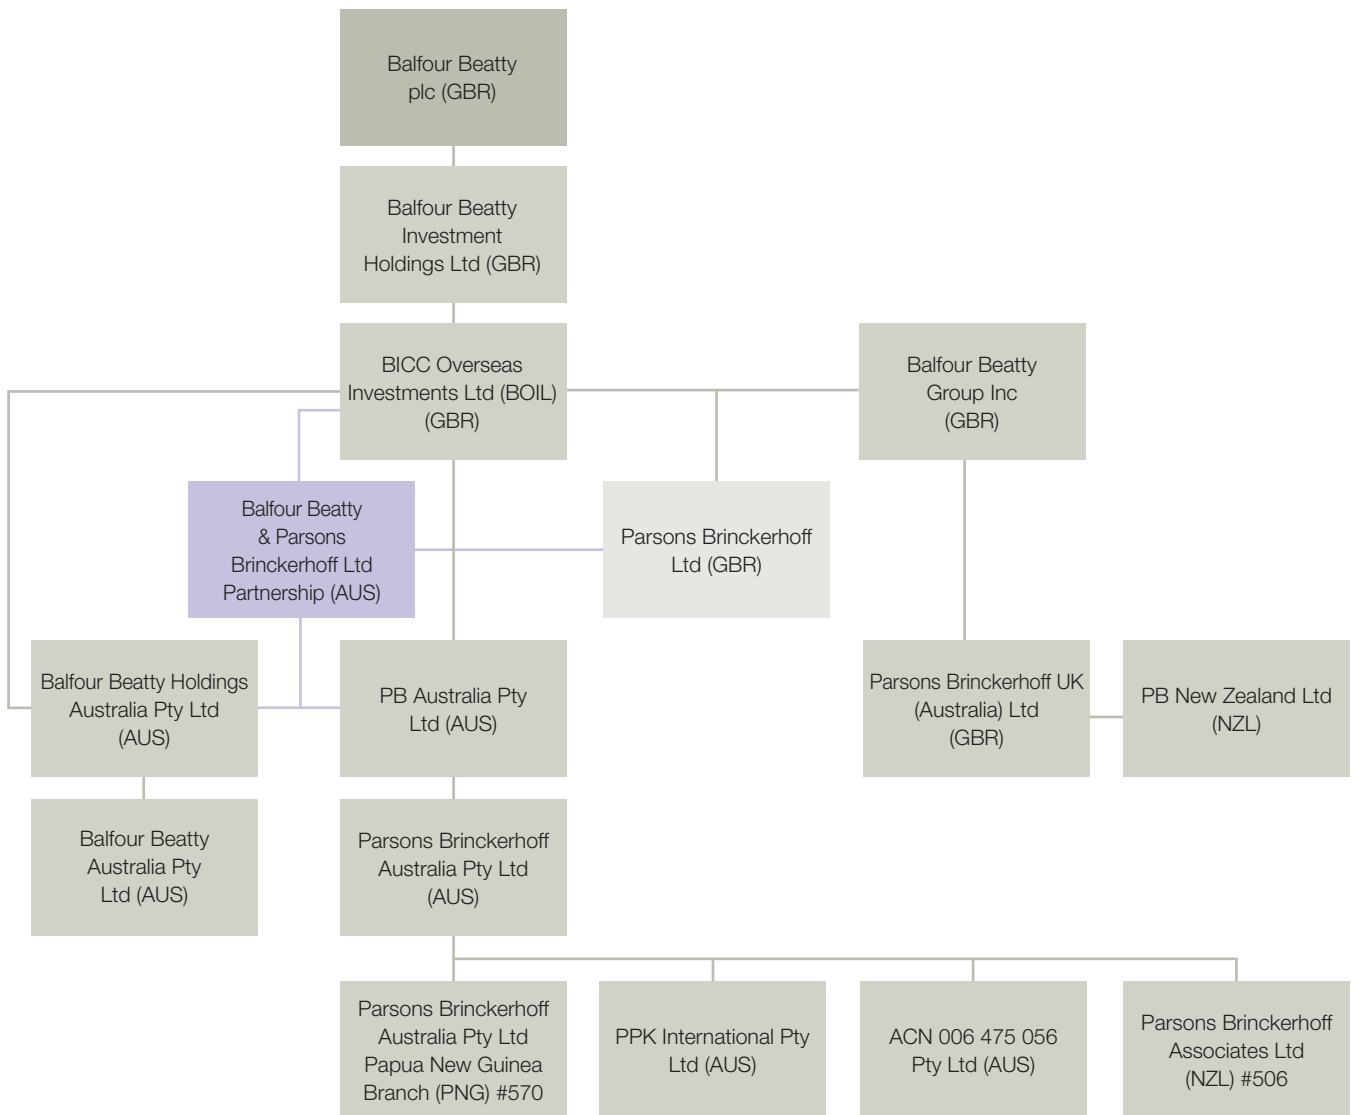 Balfour Beatty
plc (GBR)
Balfour Beatty
Investment
Holdings Ltd (GBR)
BICC Overseas
Investments Ltd (BOIL)
(GBR)
Balfour Beatty
Group Inc
(GBR)
Balfour Beatty
& Parsons
Brinckerhoff Ltd
Partnership (AUS)
Parsons Brinckerhoff
Ltd (GBR)
Balfour Beatty Holdings
Australia Pty Ltd
(AUS)
PB Australia Pty
Ltd (AUS)
Parsons Brinckerhoff UK
(Australia) Ltd
(GBR)
PB New Zealand Ltd
(NZL)
Balfour Beatty
Australia Pty
Ltd (AUS)
Parsons Brinckerhoff
Australia Pty Ltd
(AUS)
Parsons Brinckerhoff
Australia Pty Ltd
Papua New Guinea
Branch (PNG) #570
PPK International Pty
Ltd (AUS)
ACN 006 475 056
Pty Ltd (AUS)
Parsons Brinckerhoff
Associates Ltd
(NZL) #506